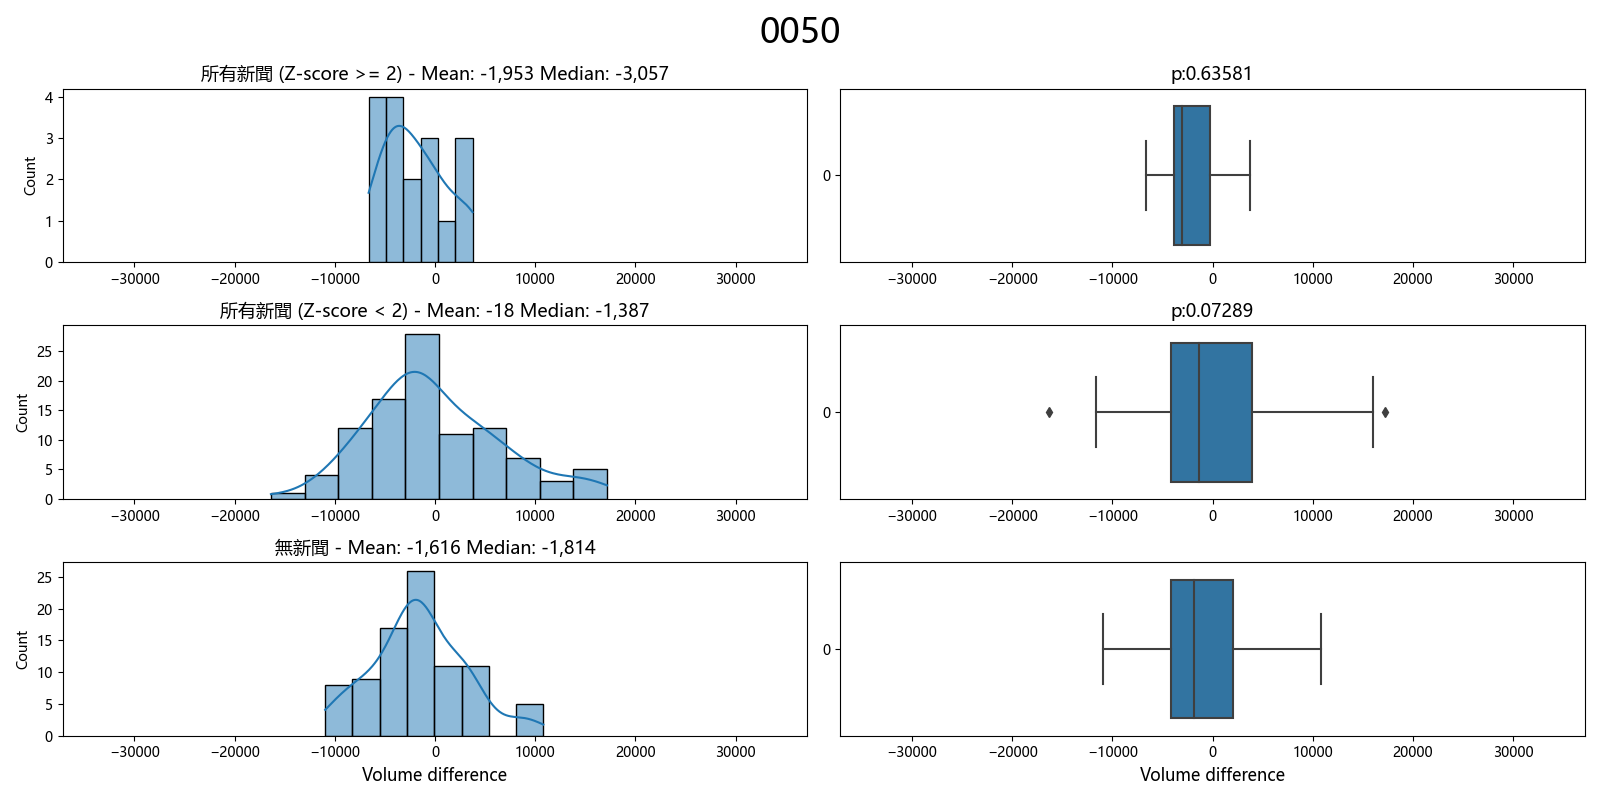 0050
所有新聞 (Z-score >= 2) - Mean: -1,953 Median: -3,057
Count
4
3
2
1
0
−30000 −20000 −10000 0 10000 20000 30000
p:0.63581
0
−30000 −20000 −10000 0 10000 20000 30000
所有新聞 (Z-score < 2) - Mean: -18 Median: -1,387
Count
25
20
15
10
5
0
−30000 −20000 −10000 0 10000 20000 30000
p:0.07289
0
−30000 −20000 −10000 0 10000 20000 30000
無新聞 - Mean: -1,616 Median: -1,814
Count
25
20
15
10
5
0
−30000 −20000 −10000 0 10000 20000 30000
Volume difference
0
−30000 −20000 −10000 0 10000 20000 30000
Volume difference